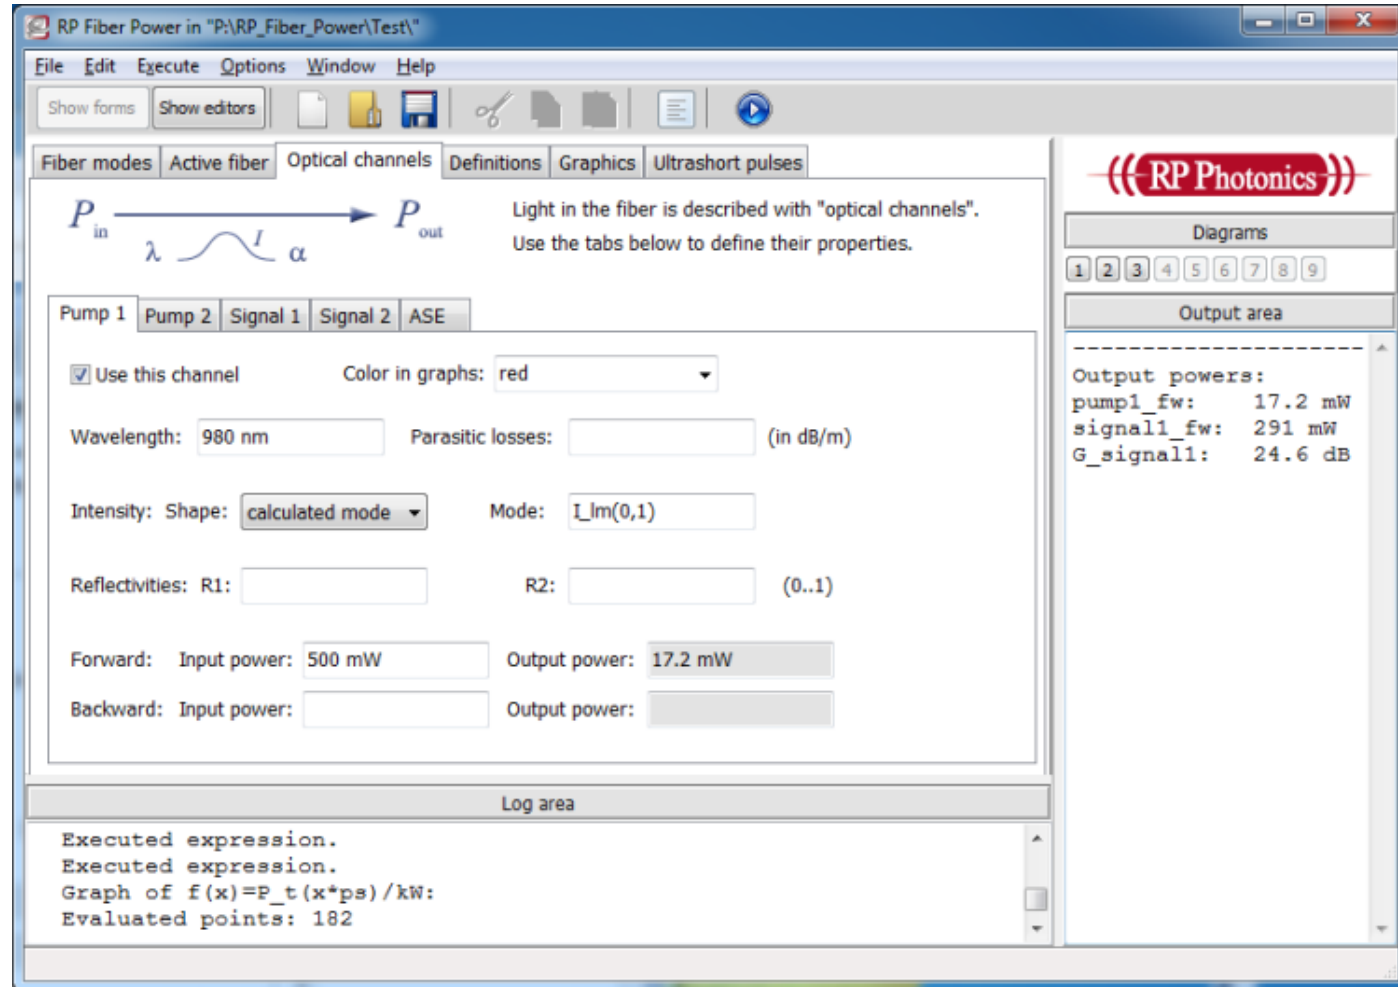 RP Fiber Power in "P:\RP_Fiber_Power\Test\"
File Edit Execute Options Window Help
Show forms Show editors
Fiber modes Active fiber Optical channels Definitions Graphics Ultrashort pulses
P in P out
λ I α
Light in the fiber is described with "optical channels".
Use the tabs below to define their properties.
Pump 1 Pump 2 Signal 1 Signal 2 ASE
Use this channel Color in graphs: red
Wavelength: 980 nm Parasitic losses: (in dB/m)
Intensity: Shape: calculated mode Mode: I_lm(0,1)
Reflectivities: R1: R2: (0..1)
Forward: Input power: 500 mW Output power: 17.2 mW
Backward: Input power: Output power:
Log area
Executed expression.
Executed expression.
Graph of f(x)=P_t(x*ps)/kW:
Evaluated points: 182
((RP Photonics))
Diagrams
1 2 3 4 5 6 7 8 9
Output area
----------------------
Output powers:
pump1_fw: 17.2 mW
signal1_fw: 291 mW
G_signal1: 24.6 dB